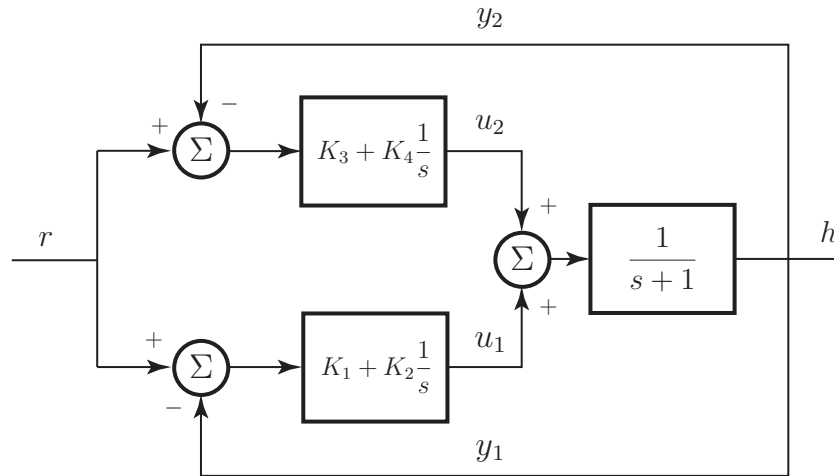 y₂
−
+
Σ
K₃ + K₄ 1/s
u₂
+
r
Σ
1/(s + 1)
h
+
+
Σ
K₁ + K₂ 1/s
u₁
−
y₁